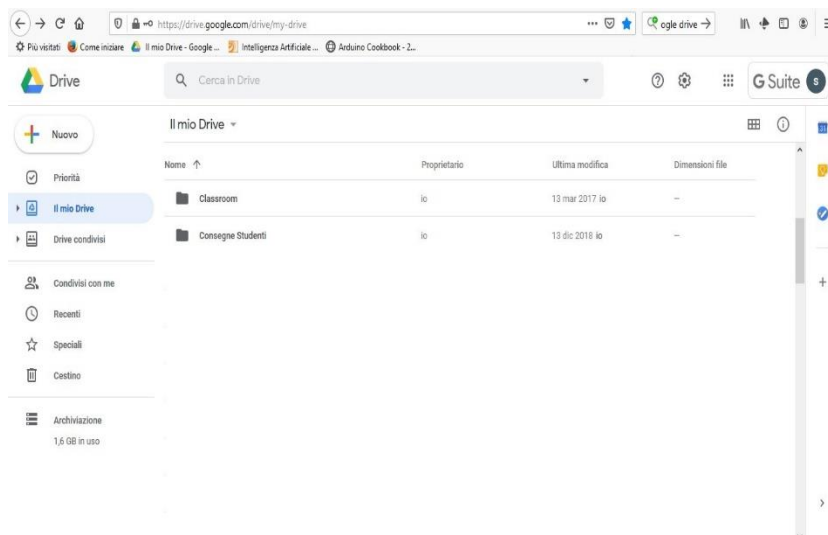 https://drive.google.com/drive/my-drive
ogle drive
Più visitati Come iniziare Il mio Drive - Google ... Intelligenza Artificiale ... Arduino Cookbook - 2...
Drive
Cerca in Drive
G Suite
s
Nuovo
Il mio Drive
Nome Proprietario Ultima modifica Dimensioni file
Priorità
Classroom io 13 mar 2017 io –
Il mio Drive
Consegne Studenti io 13 dic 2018 io –
Drive condivisi
Condivisi con me
Recenti
Speciali
Cestino
Archiviazione
1,6 GB in uso
31